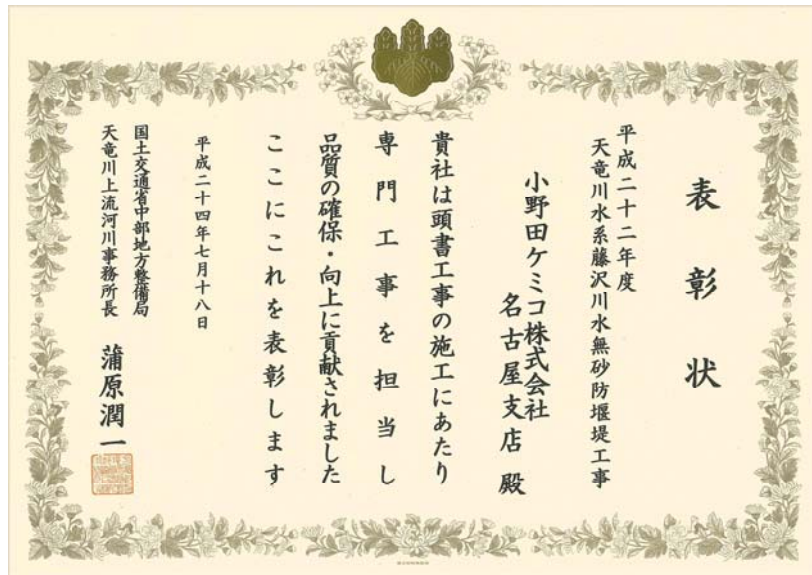 表彰状
平成二十二年度
天竜川水系藤沢川水無砂防堰堤工事
小野田ケミコ株式会社
名古屋支店 殿
貴社は頭書工事の施工にあたり
専門工事を担当し
品質の確保・向上に貢献されました
ここにこれを表彰します
平成二十四年七月十八日
国土交通省中部地方整備局
天竜川上流河川事務所長 蒲原潤一